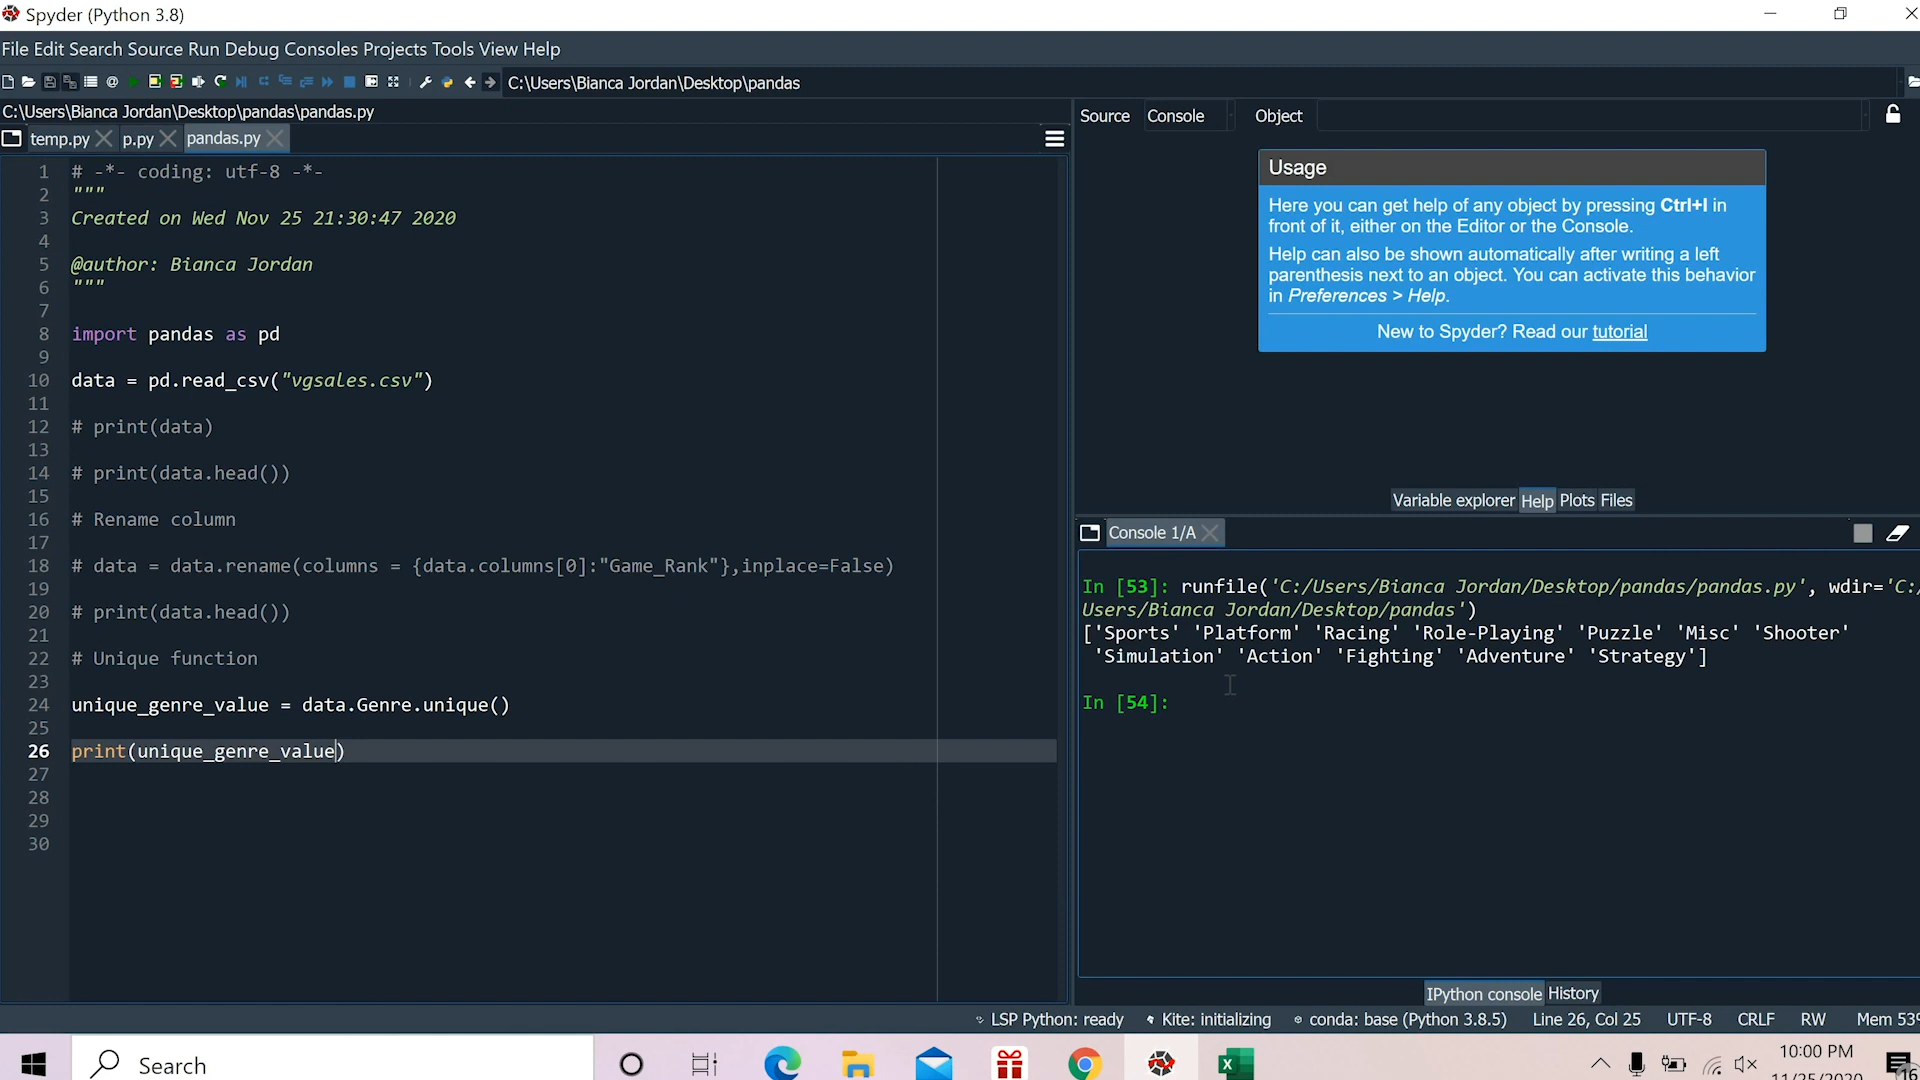 Spyder (Python 3.8)
File Edit Search Source Run Debug Consoles Projects Tools View Help
C:\Users\Bianca Jordan\Desktop\pandas
C:\Users\Bianca Jordan\Desktop\pandas\pandas.py
temp.py p.py pandas.py
1 # -*- coding: utf-8 -*-
2 """
3 Created on Wed Nov 25 21:30:47 2020
4
5 @author: Bianca Jordan
6 """
7
8 import pandas as pd
9
10 data = pd.read_csv("vgsales.csv")
11
12 # print(data)
13
14 # print(data.head())
15
16 # Rename column
17
18 # data = data.rename(columns = {data.columns[0]:"Game_Rank"},inplace=False)
19
20 # print(data.head())
21
22 # Unique function
23
24 unique_genre_value = data.Genre.unique()
25
26 print(unique_genre_value)
27
28
29
30
Source Console Object
Usage
Here you can get help of any object by pressing Ctrl+I in
front of it, either on the Editor or the Console.
Help can also be shown automatically after writing a left
parenthesis next to an object. You can activate this behavior
in Preferences > Help.
New to Spyder? Read our tutorial
Variable explorer Help Plots Files
Console 1/A
In [53]: runfile('C:/Users/Bianca Jordan/Desktop/pandas/pandas.py', wdir='C:/
Users/Bianca Jordan/Desktop/pandas')
['Sports' 'Platform' 'Racing' 'Role-Playing' 'Puzzle' 'Misc' 'Shooter'
'Simulation' 'Action' 'Fighting' 'Adventure' 'Strategy']
In [54]:
IPython console History
LSP Python: ready Kite: initializing conda: base (Python 3.8.5) Line 26, Col 25 UTF-8 CRLF RW Mem 53%
Search
10:00 PM
11/25/2020
16